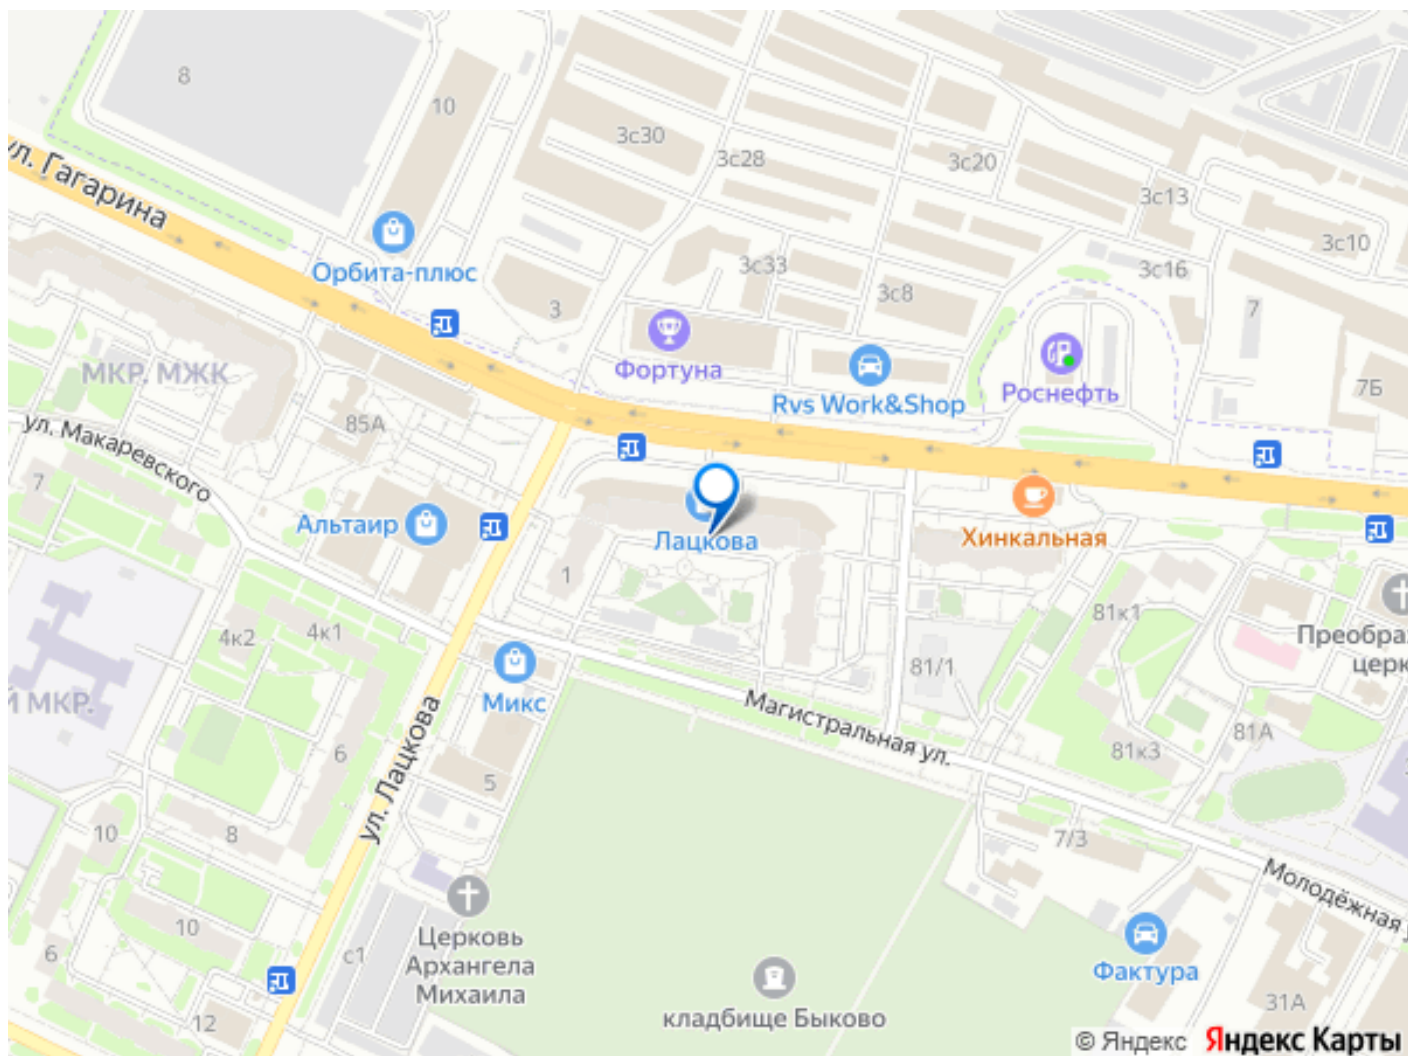 8
10
3с30
3с28
3с20
3с13
3с10
3с16
3с33
3с8
7
3
ул. Гагарина
Орбита-плюс
Фортуна
Rvs Work&Shop
Роснефть
7Б
МКР. МЖК
85А
ул. Макаревского
7
Альтаир
Лацкова
Хинкальная
1
81к1
4к2
4к1
81/1
Преобра
церк
Й МКР.
Микс
Магистральная ул.
81А
81к3
6
5
ул. Лацкова
10
8
7/3
Молодёжная у
10
6
с1
Церковь
Архангела
Михаила
Фактура
12
кладбище Быково
31А
© Яндекс Яндекс Карты